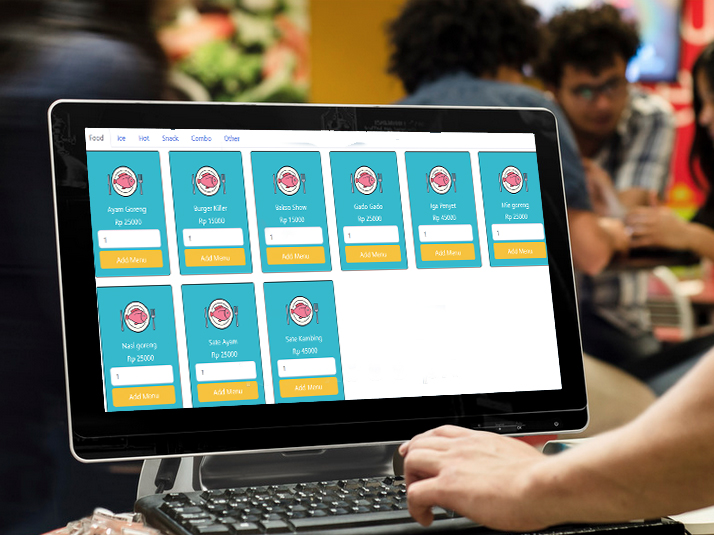 Food Ice Hot Snack Combo Other
Ayam Goreng
Rp 25000
1
Add Menu
Burger Killer
Rp 15000
1
Add Menu
Bakso Show
Rp 15000
1
Add Menu
Gado Gado
Rp 25000
1
Add Menu
Iga Penyet
Rp 45000
1
Add Menu
Mie goreng
Rp 25000
1
Add Menu
Nasi goreng
Rp 25000
1
Add Menu
Sate Ayam
Rp 25000
1
Add Menu
Sate Kambing
Rp 45000
1
Add Menu